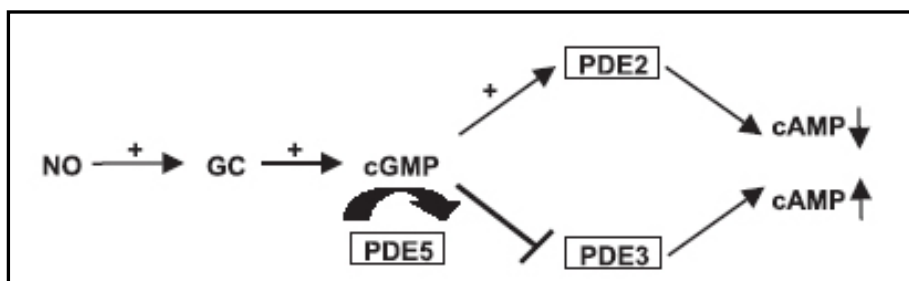 PDE2
+
cAMP↓
NO + GC + cGMP
cAMP↑
PDE5
PDE3